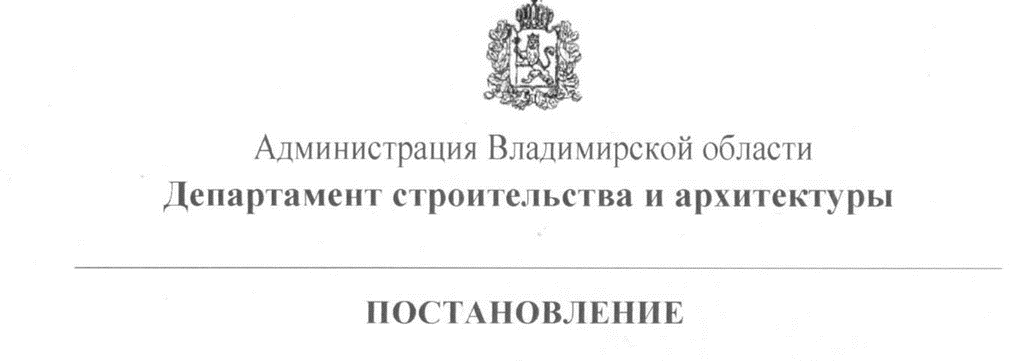 Администрация Владимирской области
Департамент строительства и архитектуры
ПОСТАНОВЛЕНИЕ